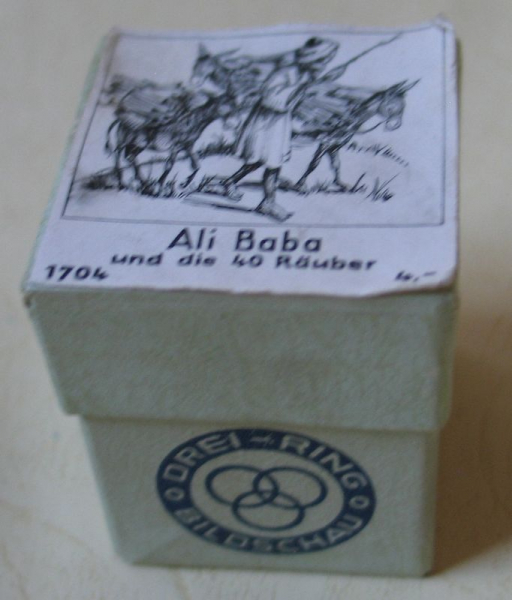 Ali Baba
und die 40 Räuber
1704 4,-
DREI RING
BILDSCHAU